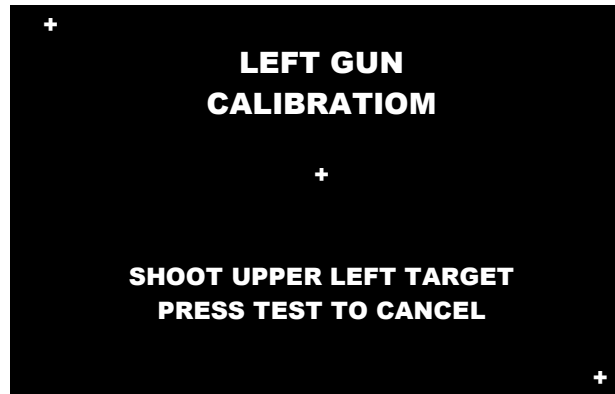 LEFT GUN
CALIBRATIOM
SHOOT UPPER LEFT TARGET
PRESS TEST TO CANCEL